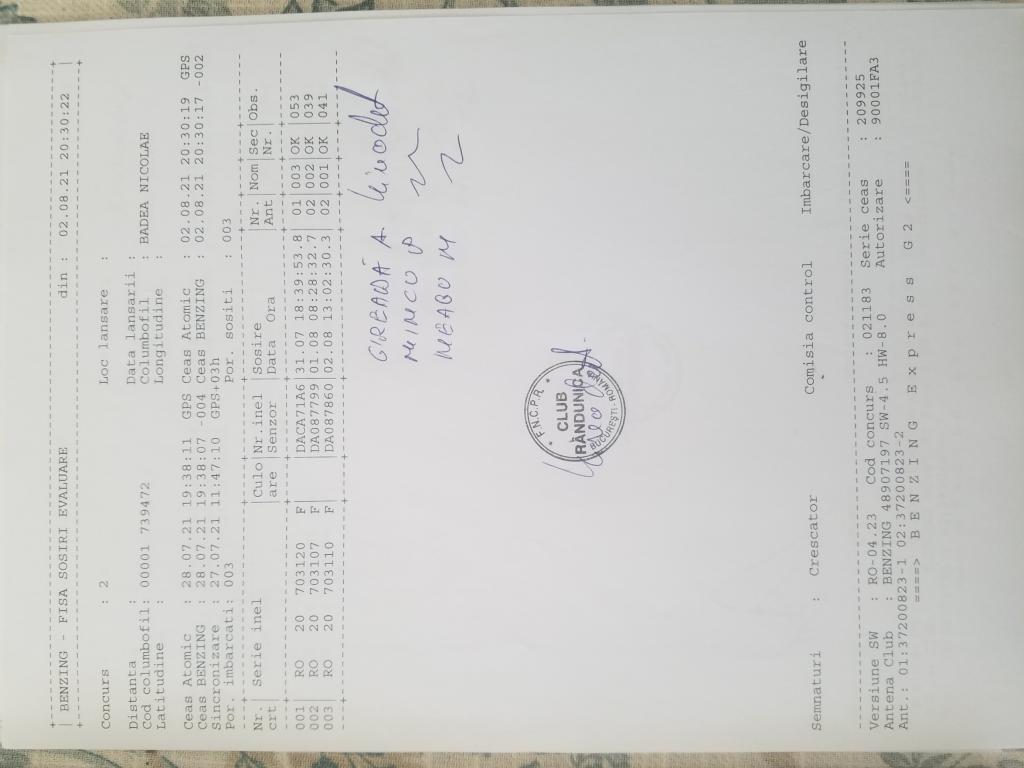 | BENZING - FISA SOSIRI EVALUARE din : 02.08.21 20:30:22 |
Concurs : 2 Loc lansare :
Distanta : Data lansarii :
Cod columbofil: 00001 739472 Columbofil : BADEA NICOLAE
Latitudine : Longitudine :
Ceas Atomic : 28.07.21 19:38:11 GPS Ceas Atomic : 02.08.21 20:30:19 GPS
Ceas BENZING : 28.07.21 19:38:07 -004 Ceas BENZING : 02.08.21 20:30:17 -002
Sincronizare : 27.07.21 11:47:10 GPS+03h
Por. imbarcati: 003 Por. sositi : 003
Nr. | Serie inel |Culo|Nr.inel |Sosire |Nr. |Nom|Sec|Obs.
crt | |are |Senzor |Data Ora |Ant | |Nr.|
001 | RO 20 703120 F | |DACA71A6|31.07 18:39:53.8| 01|003|OK |053
002 | RO 20 703107 F | |DA087799|01.08 08:28:32.7| 02|002|OK |039
003 | RO 20 703110 F | |DA087860|02.08 13:02:30.3| 02|001|OK |041
A
MINCU
NEABU M
F.N.C.P.R.
CLUB
RÂNDUNICA
BUCUREŞTI - ROMANIA
Semnaturi : Crescator Comisia control Imbarcare/Desigilare
Versiune SW : RO-04.23 Cod concurs : 021183 Serie ceas : 209925
Antena Club : BENZING 48907197 SW-4.5 HW-8.0 Autorizare : 90001FA3
Ant.: 01:37200823-1 02:37200823-2
====> B E N Z I N G E x p r e s s G 2 <====